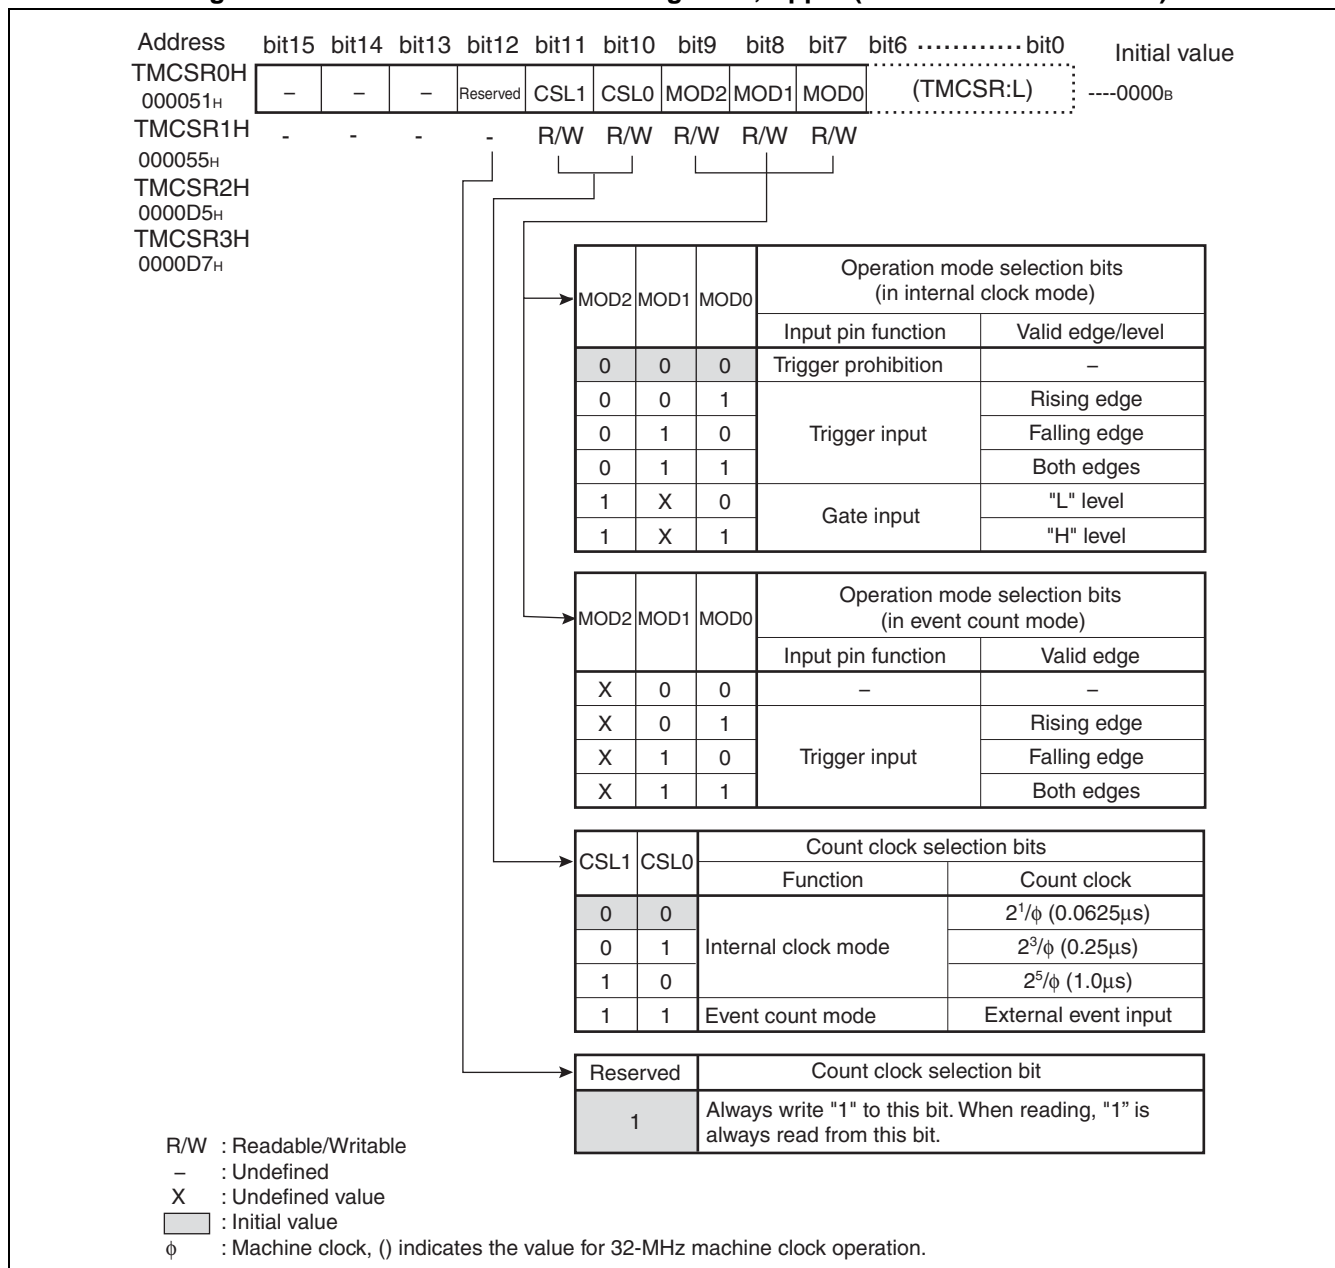 Address bit15 bit14 bit13 bit12 bit11 bit10 bit9 bit8 bit7 bit6 ············ bit0 Initial value
TMCSR0H
000051H – – – Reserved CSL1 CSL0 MOD2 MOD1 MOD0 (TMCSR:L) ----0000B
TMCSR1H - - - - R/W R/W R/W R/W R/W
000055H
TMCSR2H
0000D5H
TMCSR3H
0000D7H
MOD2 MOD1 MOD0 Operation mode selection bits
(in internal clock mode)
Input pin function Valid edge/level
0 0 0 Trigger prohibition –
0 0 1 Rising edge
0 1 0 Trigger input Falling edge
0 1 1 Both edges
1 X 0 Gate input "L" level
1 X 1 "H" level
MOD2 MOD1 MOD0 Operation mode selection bits
(in event count mode)
Input pin function Valid edge
X 0 0 – –
X 0 1 Rising edge
X 1 0 Trigger input Falling edge
X 1 1 Both edges
CSL1 CSL0 Count clock selection bits
Function Count clock
0 0 2¹/ϕ (0.0625μs)
0 1 Internal clock mode 2³/ϕ (0.25μs)
1 0 2⁵/ϕ (1.0μs)
1 1 Event count mode External event input
Reserved Count clock selection bit
1 Always write "1" to this bit. When reading, "1” is
always read from this bit.
R/W : Readable/Writable
– : Undefined
X : Undefined value
: Initial value
ϕ : Machine clock, () indicates the value for 32-MHz machine clock operation.